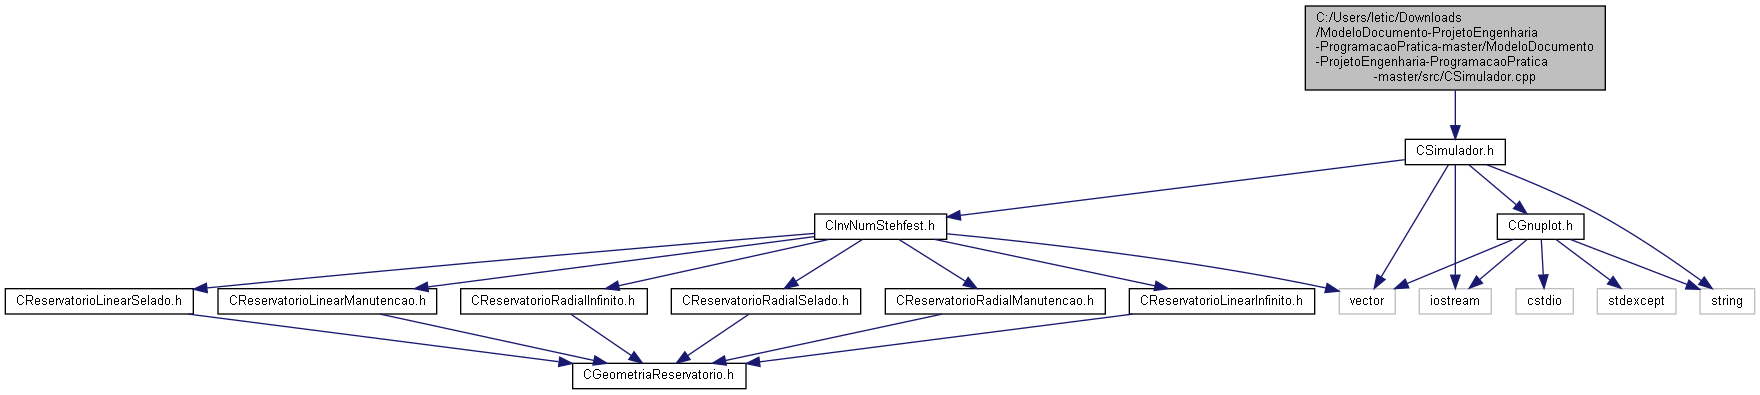 C:/Users/letic/Downloads
/ModeloDocumento-ProjetoEngenharia
-ProgramacaoPratica-master/ModeloDocumento
-ProjetoEngenharia-ProgramacaoPratica
-master/src/CSimulador.cpp
CSimulador.h
CInvNumStehfest.h
CGnuplot.h
CReservatorioLinearSelado.h
CReservatorioLinearManutencao.h
CReservatorioRadialInfinito.h
CReservatorioRadialSelado.h
CReservatorioRadialManutencao.h
CReservatorioLinearInfinito.h
vector
iostream
cstdio
stdexcept
string
CGeometriaReservatorio.h